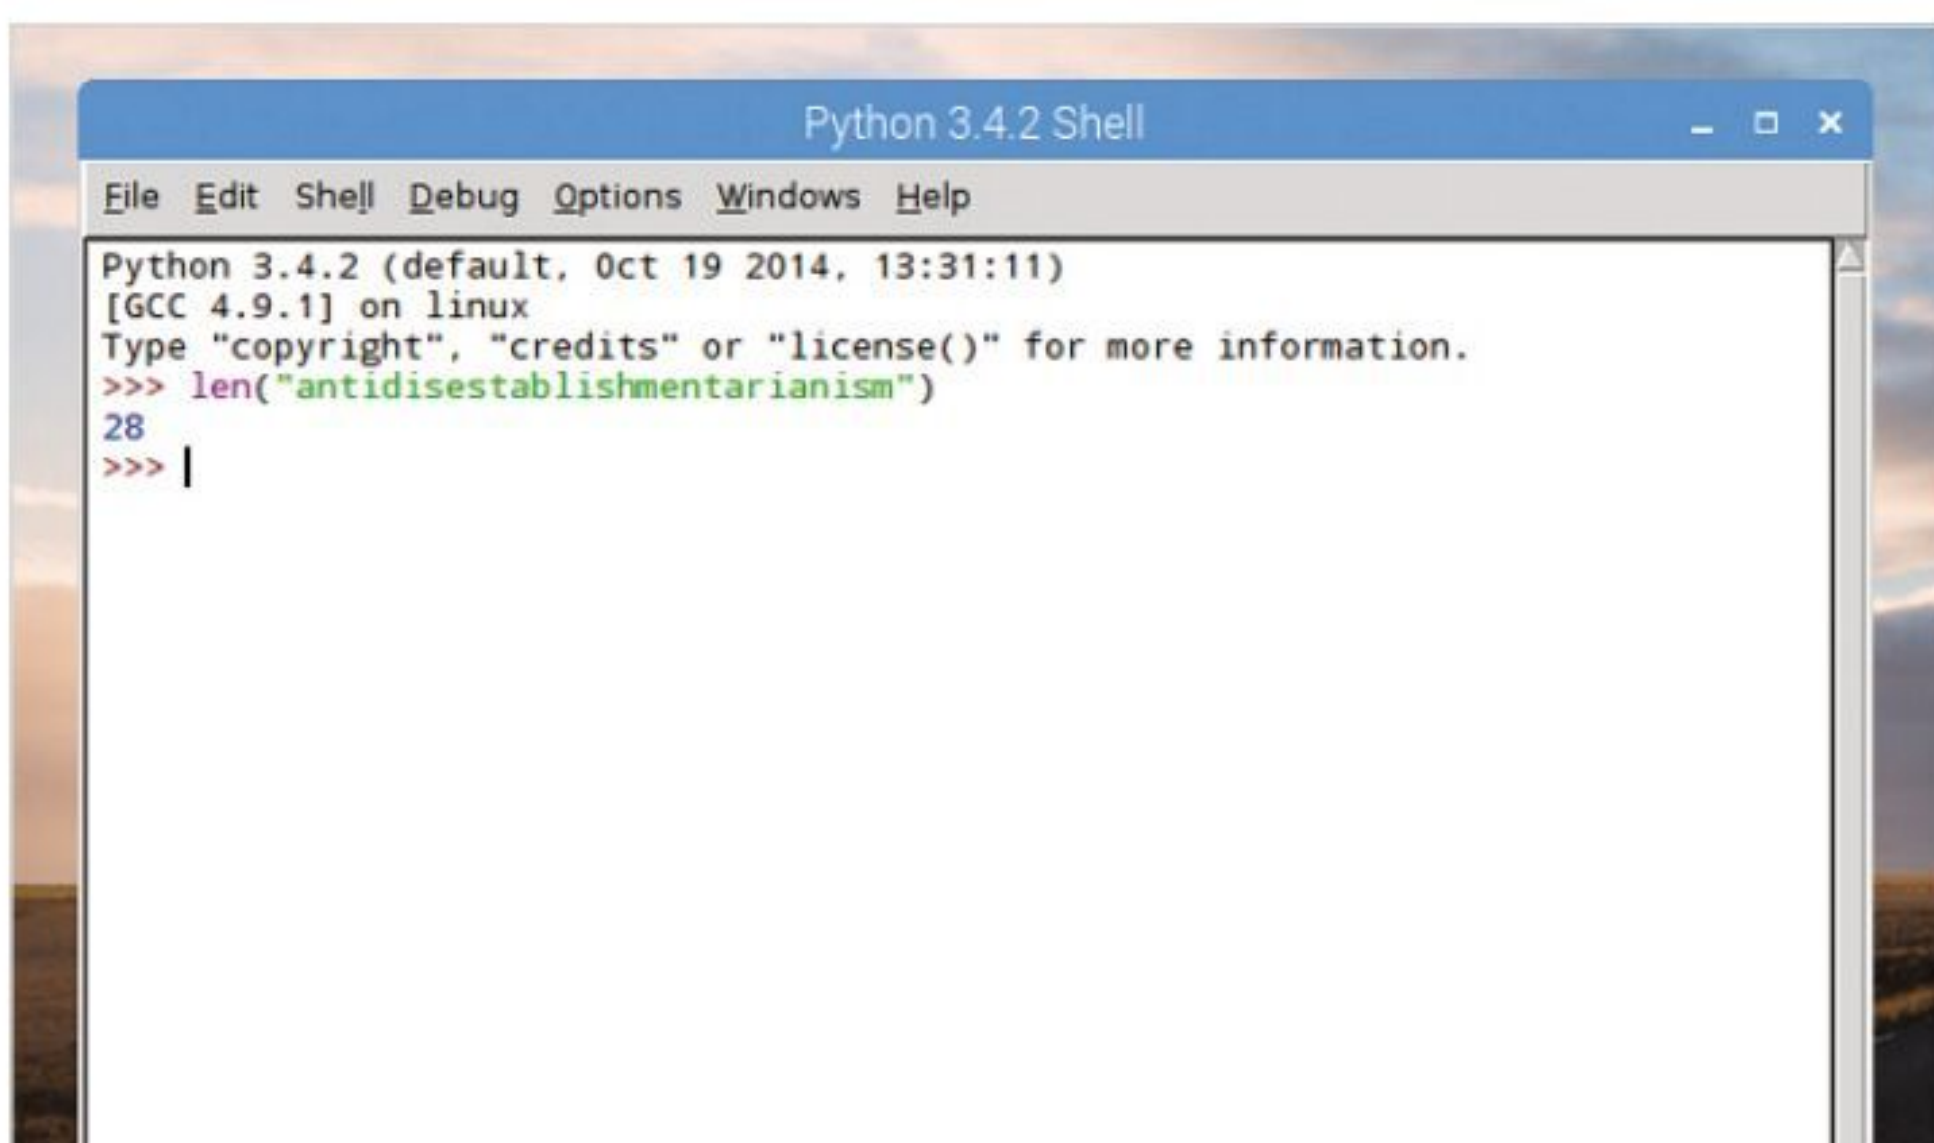 Python 3.4.2 Shell
File Edit Shell Debug Options Windows Help
Python 3.4.2 (default, Oct 19 2014, 13:31:11)
[GCC 4.9.1] on linux
Type "copyright", "credits" or "license()" for more information.
>>> len("antidisestablishmentarianism")
28
>>>